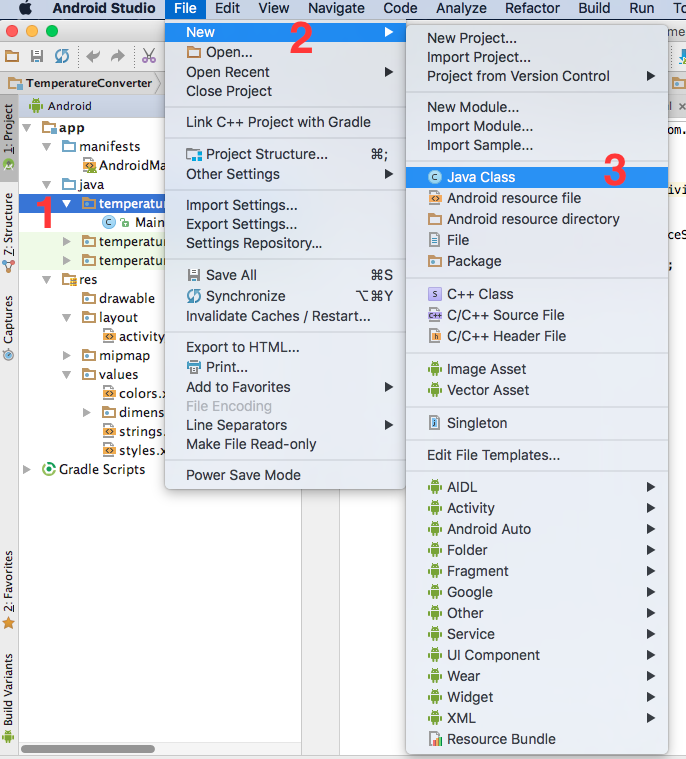 Android Studio File Edit View Navigate Code Analyze Refactor Build Run
TemperatureConverter
Android
1: Project
Z: Structure
Captures
2: Favorites
Build Variants
app
manifests
AndroidMa
java
1
temperatur
Main
temperatur
temperatur
res
drawable
layout
activity
mipmap
values
colors.x
dimens
strings.
styles.x
Gradle Scripts
New
2
Open...
Open Recent
Close Project
Link C++ Project with Gradle
Project Structure... ⌘;
Other Settings
Import Settings...
Export Settings...
Settings Repository...
Save All ⌘S
Synchronize ⌥⌘Y
Invalidate Caches / Restart...
Export to HTML...
Print...
Add to Favorites
File Encoding
Line Separators
Make File Read-only
Power Save Mode
New Project...
Import Project...
Project from Version Control
New Module...
Import Module...
Import Sample...
Java Class
3
Android resource file
Android resource directory
File
Package
C++ Class
C/C++ Source File
C/C++ Header File
Image Asset
Vector Asset
Singleton
Edit File Templates...
AIDL
Activity
Android Auto
Folder
Fragment
Google
Other
Service
UI Component
Wear
Widget
XML
Resource Bundle
om.
ivi
ceS
;